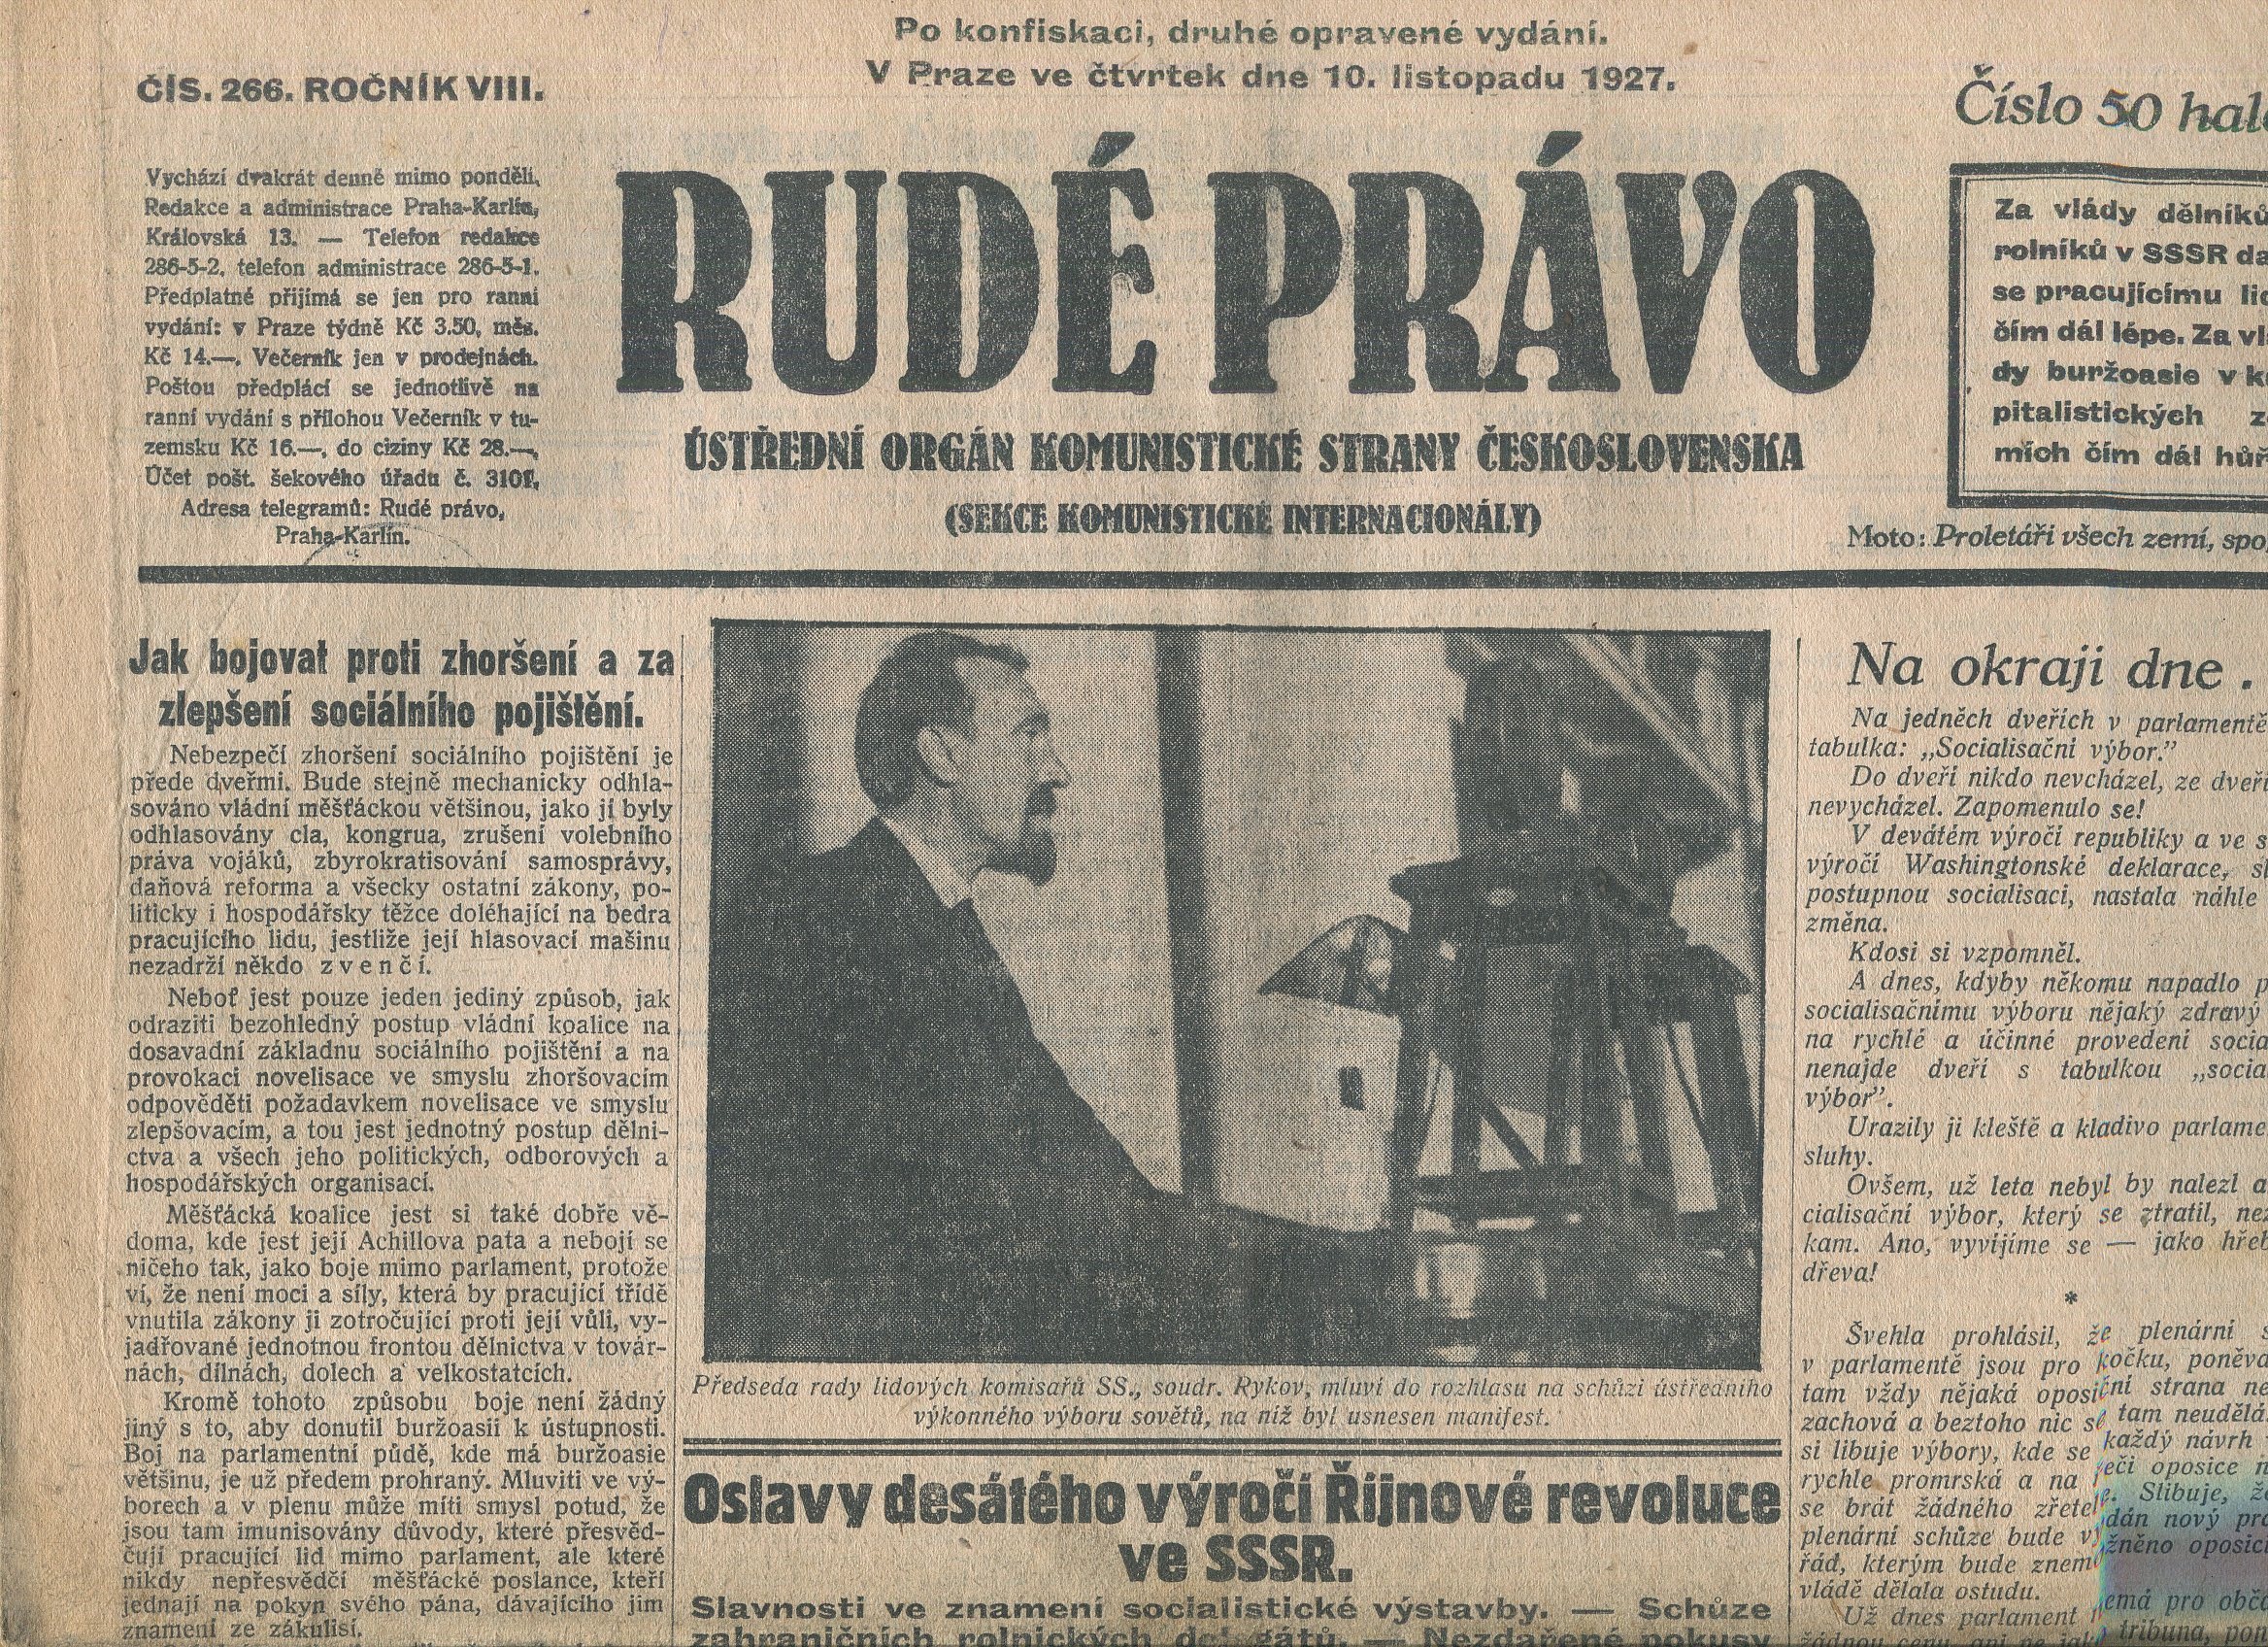 Po konfiskaci, druhé opravené vydání.
V Praze ve čtvrtek dne 10. listopadu 1927.
ČÍS. 266. ROČNÍK VIII.
Číslo 50
Vychází dvakrát denně mimo pondělí,
Redakce a administrace Praha-Karlín,
Královská 13. — Telefon redakce
286-5-2, telefon administrace 286-5-1.
Předplatné přijímá se jen pro ranní
vydání: v Praze týdně Kč 3.50, měs.
Kč 14.—. Večerník jen v prodejnách.
Poštou předplácí se jednotlivě na
ranní vydání s přílohou Večerník v tu-
zemsku Kč 16.—, do ciziny Kč 28.—,
Účet pošt. šekového úřadu č.
Adresa telegramů: Rudé právo,
Praha-Karlín.
RUDÉ PRÁVO
ÚSTŘEDNÍ ORGÁN KOMUNISTICKÉ STRANY ČESKOSLOVENSKA
(SEKCE KOMUNISTICKÉ INTERNACIONÁLY)
Za vlády dělníků
rolníků v SSSR
se pracujícímu
čím dál lépe. Za
dy buržoasie v
pitalistických
mích čím dál
Moto: Proletáři všech zemí,
Jak bojovat proti zhoršení a za
zlepšení sociálního pojištění.
Nebezpečí zhoršení sociálního pojištění je
přede dveřmi. Bude stejně mechanicky odhla-
sováno vládní měšťáckou většinou, jako jí byly
odhlasovány cla, kongrua, zrušení volebního
práva vojáků, zbyrokratisování samosprávy,
daňová reforma a všecky ostatní zákony, po-
liticky i hospodářsky těžce doléhající na bedra
pracujícího lidu, jestliže její hlasovací mašinu
nezadrží někdo zvenčí.
Neboť jest pouze jeden jediný způsob, jak
odraziti bezohledný postup vládní koalice na
dosavadní základnu sociálního pojištění a na
provokaci novelisace ve smyslu zhoršovacím
odpověděti požadavkem novelisace ve smyslu
zlepšovacím, a tou jest jednotný postup dělni-
ctva a všech jeho politických, odborových a
hospodářských organisací.
Měšťácká koalice jest si také dobře vě-
doma, kde jest její Achillova pata a nebojí se
ničeho tak, jako boje mimo parlament, protože
ví, že není moci a síly, která by pracující třídě
vnutila zákony ji zotročující proti její vůli, vy-
jadřované jednotnou frontou dělnictva v továr-
nách, dílnách, dolech a velkostatcích.
Kromě tohoto způsobu boje není žádný
jiný s to, aby donutil buržoasii k ústupnosti.
Boj na parlamentní půdě, kde má buržoasie
většinu, je už předem prohraný. Mluviti ve vý-
borech a v plenu může míti smysl potud, že
jsou tam imunisovány důvody, které přesvěd-
čují pracující lid mimo parlament, ale které
nikdy nepřesvědčí měšťácké poslance, kteří
jednají na pokyn svého pána, dávajícího jim
znamení ze zákulisí.
Předseda rady lidových komisařů SS., soudr. Rykov, mluví do rozhlasu na schůzi ústředního
výkonného výboru sovětů, na níž byl usnesen manifest.
Oslavy desátého výročí Říjnové revoluce
ve SSSR.
Slavnosti ve znamení socialistické výstavby. — Schůze
zahraničních rolnických delegátů. — Nezdařené pokusy
Na okraji dne .
Na jedněch dveřích v parlamentě
tabulka: „Socialisační výbor.”
Do dveří nikdo nevcházel, ze dveří
nevycházel. Zapomenulo se!
V devátém výročí republiky a ve
výročí Washingtonské deklarace,
postupnou socialisaci, nastala náhle
změna.
Kdosi si vzpomněl.
A dnes, kdyby někomu napadlo
socialisačnímu výboru nějaký zdravý
na rychlé a účinné provedení
nenajde dveří s tabulkou
výbor”.
Urazily ji kleště a kladivo
sluhy.
Ovšem, už leta nebyl by nalezl
cialisační výbor, který se ztratil,
kam. Ano, vyvíjíme se — jako
dřeva!
*
Švehla prohlásil, že plenární
v parlamentě jsou pro kočku,
tam vždy nějaká oposiční strana
zachová a beztoho nic se tam neudělá.
si libuje výbory, kde se každý návrh
rychle promrská a na řeči oposice
se brát žádného Slibuje,
plenární schůze bude nový
řád, kterým bude
vládě dělala ostudu. pro
Už dnes parlament tribuna,